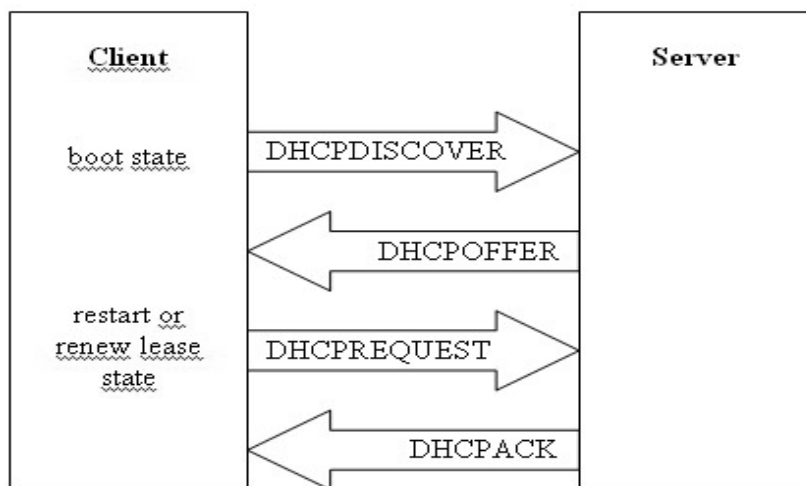 Client
Server
boot state
DHCPDISCOVER
DHCPOFFER
restart or
renew lease
state
DHCPREQUEST
DHCPACK